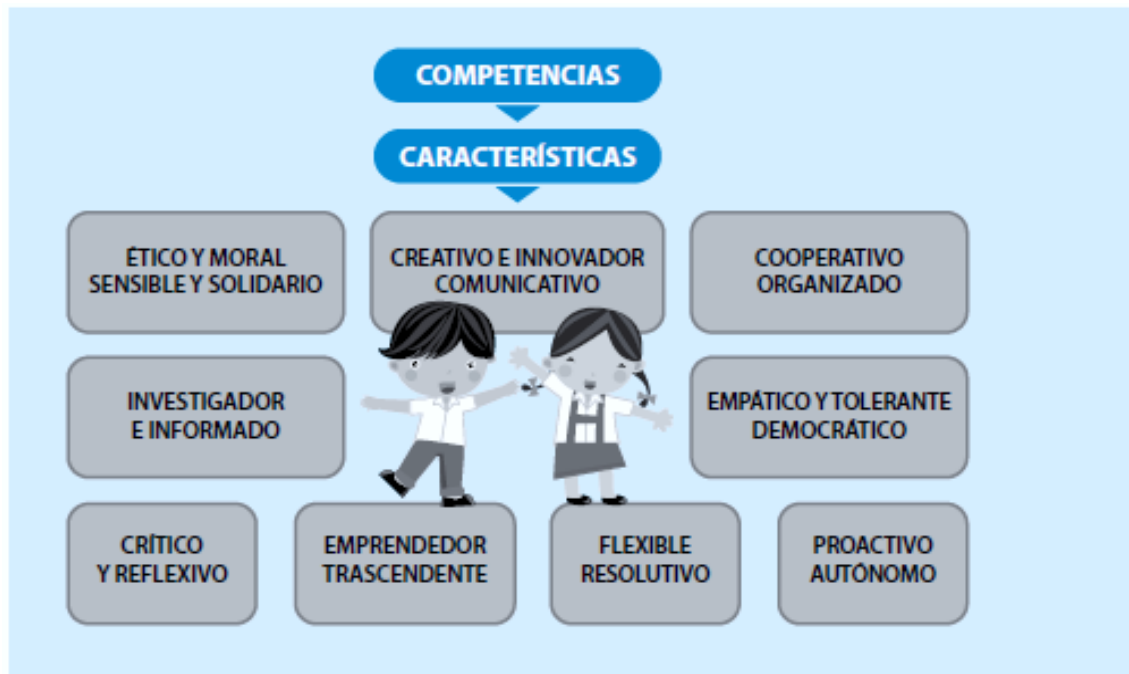 COMPETENCIAS
CARACTERÍSTICAS
ÉTICO Y MORAL
SENSIBLE Y SOLIDARIO
CREATIVO E INNOVADOR
COMUNICATIVO
COOPERATIVO
ORGANIZADO
INVESTIGADOR
E INFORMADO
EMPÁTICO Y TOLERANTE
DEMOCRÁTICO
CRÍTICO
Y REFLEXIVO
EMPRENDEDOR
TRASCENDENTE
FLEXIBLE
RESOLUTIVO
PROACTIVO
AUTÓNOMO